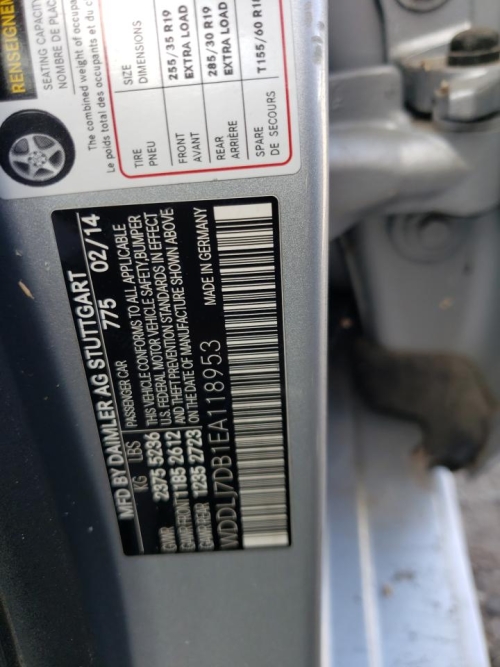 RENSEIGNEM
SEATING CAPACITY
NOMBRE DE PLAC
The combined weight of occupa
Le poids total des occupants et du c
TIRE SIZE
PNEU DIMENSIONS
FRONT 255/35 R19
AVANT EXTRA LOAD
REAR 285/30 R19
ARRIÈRE EXTRA LOAD
SPARE T155/60 R18
DE SECOURS
MFD BY DAIMLER AG STUTTGART
775 02/14
PASSENGER CAR
KG LBS
GVWR 2375 5236
GAWR-FRONT 1185 2612
GAWR-REAR 1235 2723
THIS VEHICLE CONFORMS TO ALL APPLICABLE
U.S. FEDERAL MOTOR VEHICLE SAFETY,BUMPER
AND THEFT PREVENTION STANDARDS IN EFFECT
ON THE DATE OF MANUFACTURE SHOWN ABOVE
WDDLJ7DB1EA118953
MADE IN GERMANY